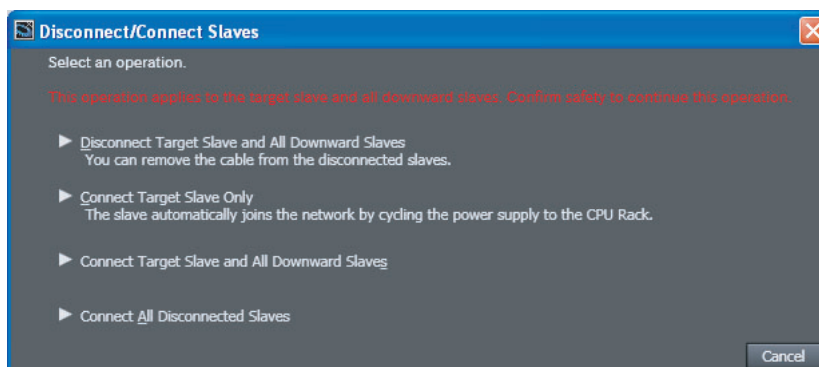 Disconnect/Connect Slaves
Select an operation.
This operation applies to the target slave and all downward slaves. Confirm safety to continue this operation.
Disconnect Target Slave and All Downward Slaves
You can remove the cable from the disconnected slaves.
Connect Target Slave Only
The slave automatically joins the network by cycling the power supply to the CPU Rack.
Connect Target Slave and All Downward Slaves
Connect All Disconnected Slaves
Cancel